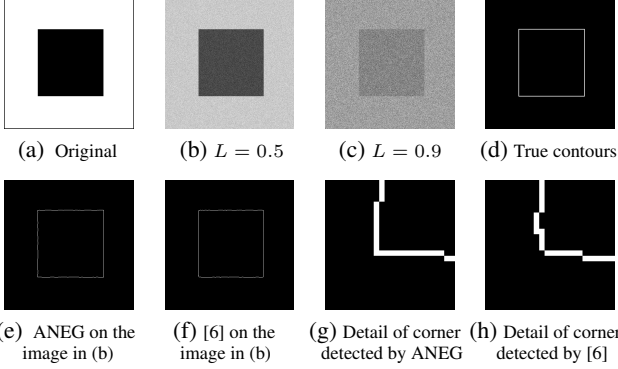 (a) Original
(b) L = 0.5
(c) L = 0.9
(d) True contours
(e) ANEG on the
image in (b)
(f) [6] on the
image in (b)
(g) Detail of corner
detected by ANEG
(h) Detail of corner
detected by [6]